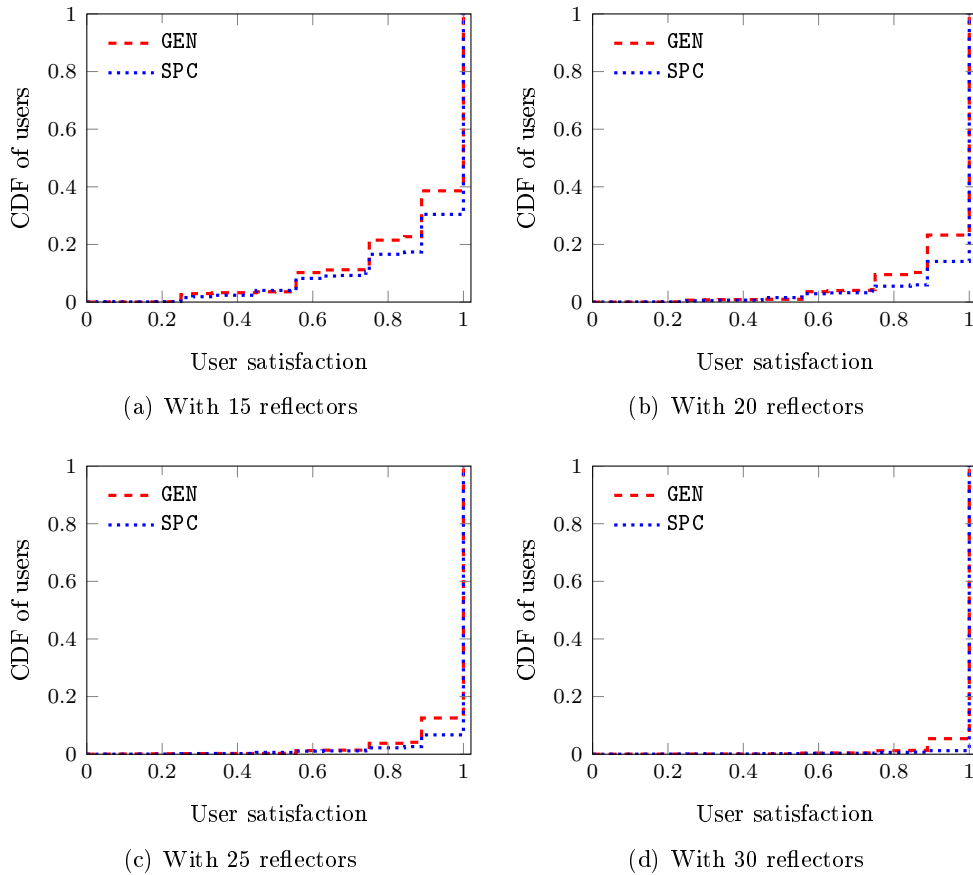 1
0.8
0.6
0.4
0.2
0
CDF of users
GEN
SPC
0 0.2 0.4 0.6 0.8 1
User satisfaction
(a) With 15 reflectors
1
0.8
0.6
0.4
0.2
0
CDF of users
GEN
SPC
0 0.2 0.4 0.6 0.8 1
User satisfaction
(b) With 20 reflectors
1
0.8
0.6
0.4
0.2
0
CDF of users
GEN
SPC
0 0.2 0.4 0.6 0.8 1
User satisfaction
(c) With 25 reflectors
1
0.8
0.6
0.4
0.2
0
CDF of users
GEN
SPC
0 0.2 0.4 0.6 0.8 1
User satisfaction
(d) With 30 reflectors